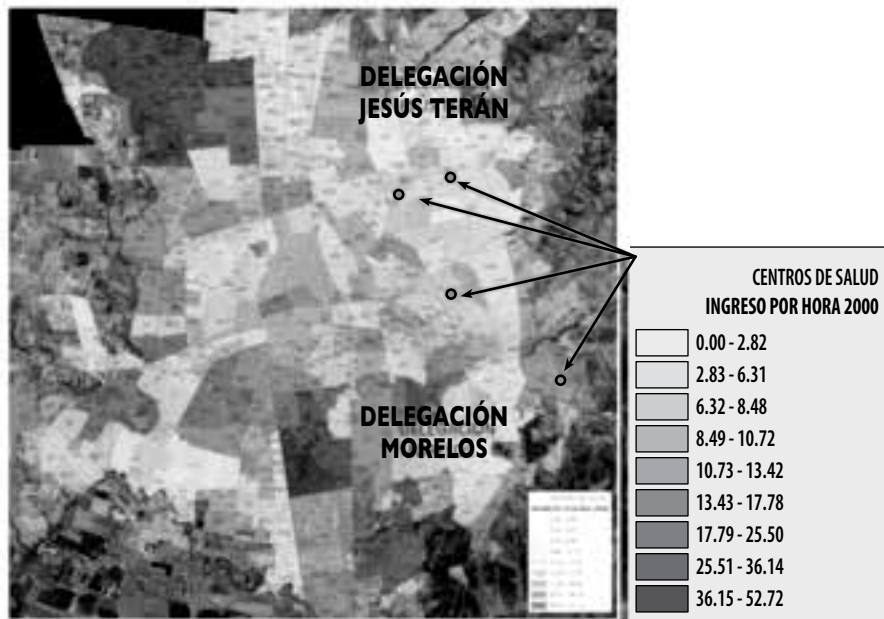 DELEGACIÓN
JESÚS TERÁN
DELEGACIÓN
MORELOS
CENTROS DE SALUD
INGRESO POR HORA 2000
0.00 - 2.82
2.83 - 6.31
6.32 - 8.48
8.49 - 10.72
10.73 - 13.42
13.43 - 17.78
17.79 - 25.50
25.51 - 36.14
36.15 - 52.72